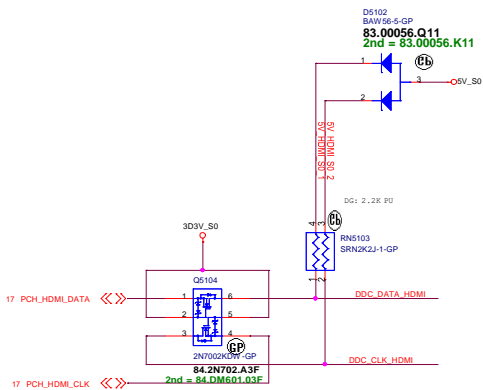 D5102
BAW56-5-GP
83.00056.Q11
2nd = 83.00056.K11
1
3
5V_S0
2
5V_HDMI_S0_1
5V_HDMI_S0_2
DG: 2.2K PU
4
3
RN5103
SRN2K2J-1-GP
3D3V_S0
Q5104
1
2
17 PCH_HDMI_DATA
1
6
DDC_DATA_HDMI
2
5
3
4
GP
2N7002KDW-GP
DDC_CLK_HDMI
84.2N702.A3F
2nd = 84.DM601.03F
17 PCH_HDMI_CLK